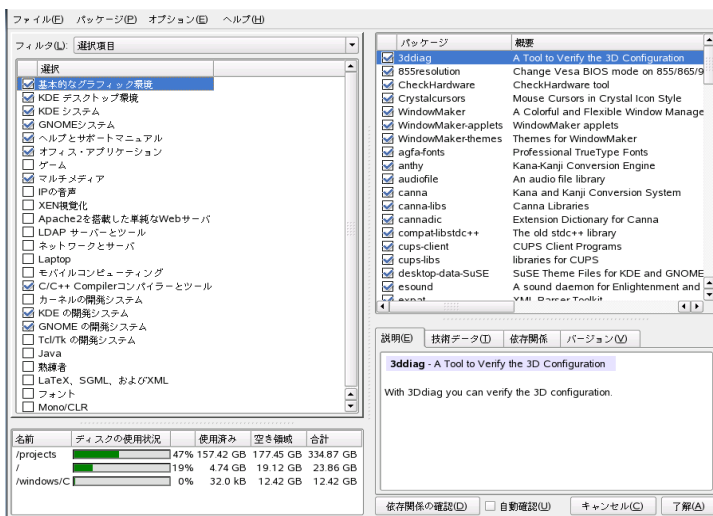 ファイル(F) パッケージ(P) オプション(E) ヘルプ(H)
フィルタ(L): 選択項目
選択
基本的なグラフィック環境
KDE デスクトップ環境
KDE システム
GNOMEシステム
ヘルプとサポートマニュアル
オフィス・アプリケーション
ゲーム
マルチメディア
IPの音声
XEN視覚化
Apache2を搭載した単純なWebサーバ
LDAP サーバーとツール
ネットワークとサーバ
Laptop
モバイルコンピューティング
C/C++ Compilerコンパイラーとツール
カーネルの開発システム
KDE の開発システム
GNOME の開発システム
Tcl/Tk の開発システム
Java
熟練者
LaTeX、SGML、およびXML
フォント
Mono/CLR
名前 ディスクの使用状況 使用済み 空き領域 合計
/projects 47% 157.42 GB 177.45 GB 334.87 GB
/ 19% 4.74 GB 19.12 GB 23.86 GB
/windows/C 0% 32.0 kB 12.42 GB 12.42 GB
パッケージ 概要
3ddiag A Tool to Verify the 3D Configuration
855resolution Change Vesa BIOS mode on 855/865/9
CheckHardware CheckHardware tool
Crystalcursors Mouse Cursors in Crystal Icon Style
WindowMaker A Colorful and Flexible Window Manage
WindowMaker-applets WindowMaker applets
WindowMaker-themes Themes for WindowMaker
agfa-fonts Professional TrueType Fonts
anthy Kana-Kanji Conversion Engine
audiofile An audio file library
canna Kana and Kanji Conversion System
canna-libs Canna Libraries
cannadic Extension Dictionary for Canna
compat-libstdc++ The old stdc++ library
cups-client CUPS Client Programs
cups-libs libraries for CUPS
desktop-data-SuSE SuSE Theme Files for KDE and GNOME
esound A sound daemon for Enlightenment and
expat XML Parser Toolkit
説明(E) 技術データ(T) 依存関係 バージョン(V)
3ddiag - A Tool to Verify the 3D Configuration
With 3Ddiag you can verify the 3D configuration.
依存関係の確認(D) 自動確認(U) キャンセル(C) 了解(A)